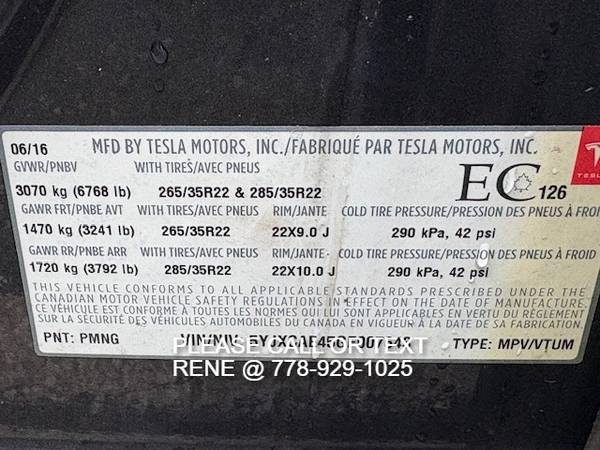 06/16 MFD BY TESLA MOTORS, INC./FABRIQUÉ PAR TESLA MOTORS, INC.
GVWR/PNBV WITH TIRES/AVEC PNEUS
3070 kg (6768 lb) 265/35R22 & 285/35R22 EC 126
TESL
GAWR FRT/PNBE AVT WITH TIRES/AVEC PNEUS RIM/JANTE COLD TIRE PRESSURE/PRESSION DES PNEUS À FROI
1470 kg (3241 lb) 265/35R22 22X9.0 J 290 kPa, 42 psi
GAWR RR/PNBE ARR WITH TIRES/AVEC PNEUS RIM/JANTE COLD TIRE PRESSURE/PRESSION DES PNEUS À FROID
1720 kg (3792 lb) 285/35R22 22X10.0 J 290 kPa, 42 psi
THIS VEHICLE CONFORMS TO ALL APPLICABLE STANDARDS PRESCRIBED UNDER THE
CANADIAN MOTOR VEHICLE SAFETY REGULATIONS IN EFFECT ON THE DATE OF MANUFACTURE.
CE VÉHICULE EST CONFORME À TOUTES LES NORMES APPLICABLES EN VERTU DU RÈGLEMENT
SUR LA SÉCURITÉ DES VÉHICULES AUTOMOBILES DU CANADA EN VIGUEUR À LA DATE DE SA FABRICATION.
PNT: PMNG VIN/NIV: TYPE: MPV/VTUM
PLEASE CALL OR TEXT
RENE @ 778-929-1025